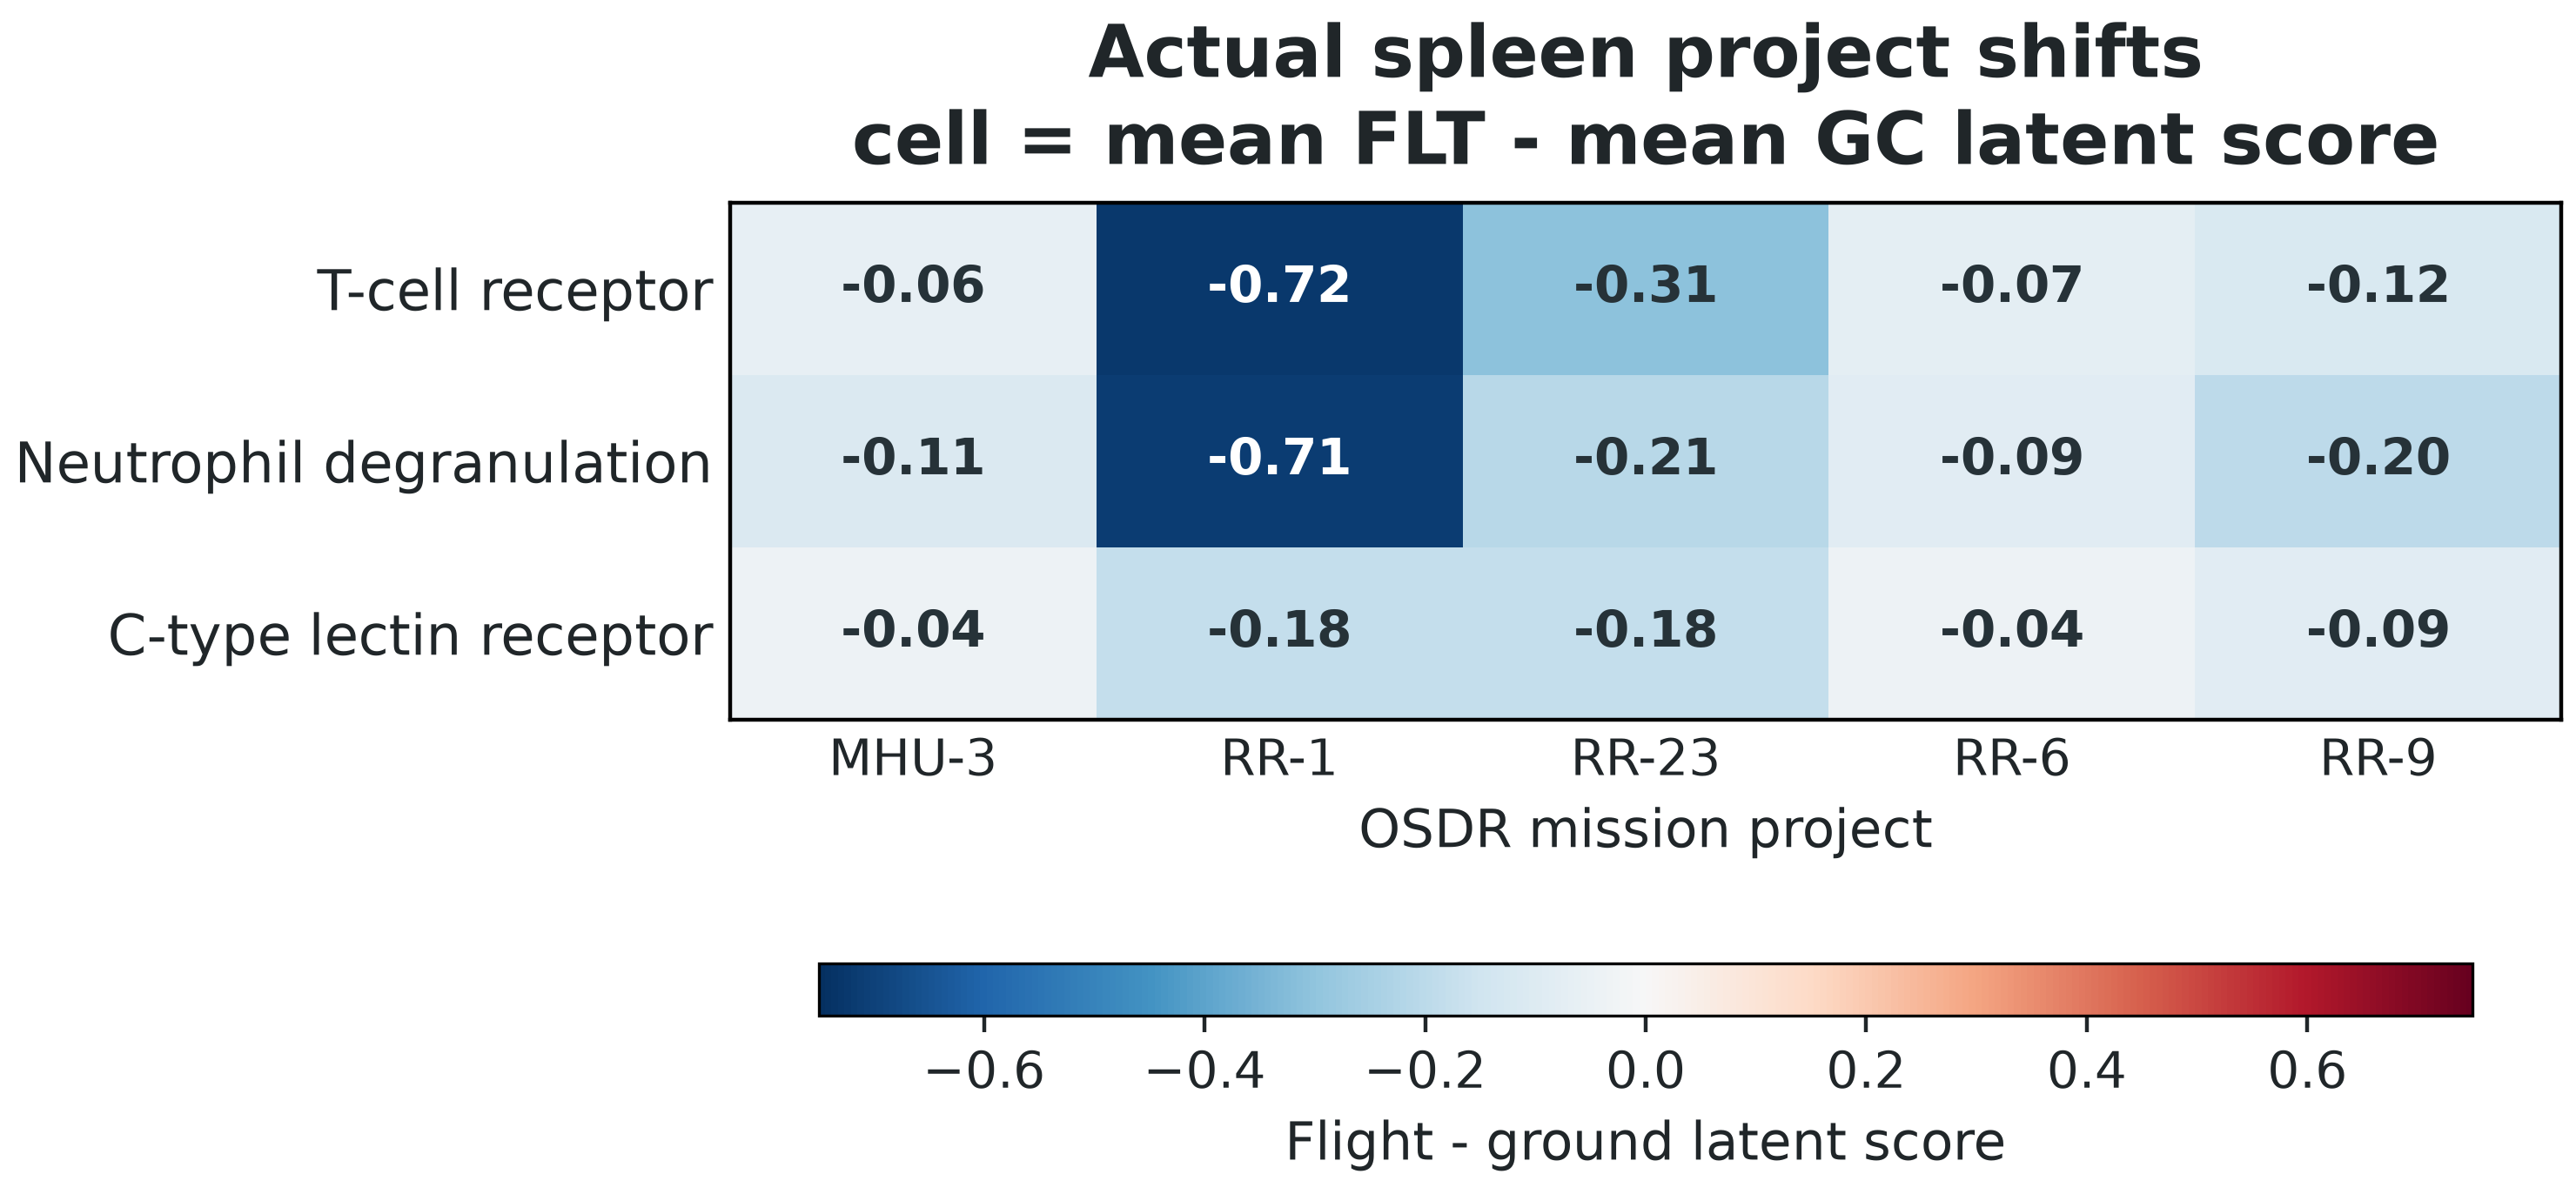 Actual spleen project shifts
cell = mean FLT - mean GC latent score
T-cell receptor -0.06 -0.72 -0.31 -0.07 -0.12
Neutrophil degranulation -0.11 -0.71 -0.21 -0.09 -0.20
C-type lectin receptor -0.04 -0.18 -0.18 -0.04 -0.09
MHU-3 RR-1 RR-23 RR-6 RR-9
OSDR mission project
−0.6 −0.4 −0.2 0.0 0.2 0.4 0.6
Flight - ground latent score